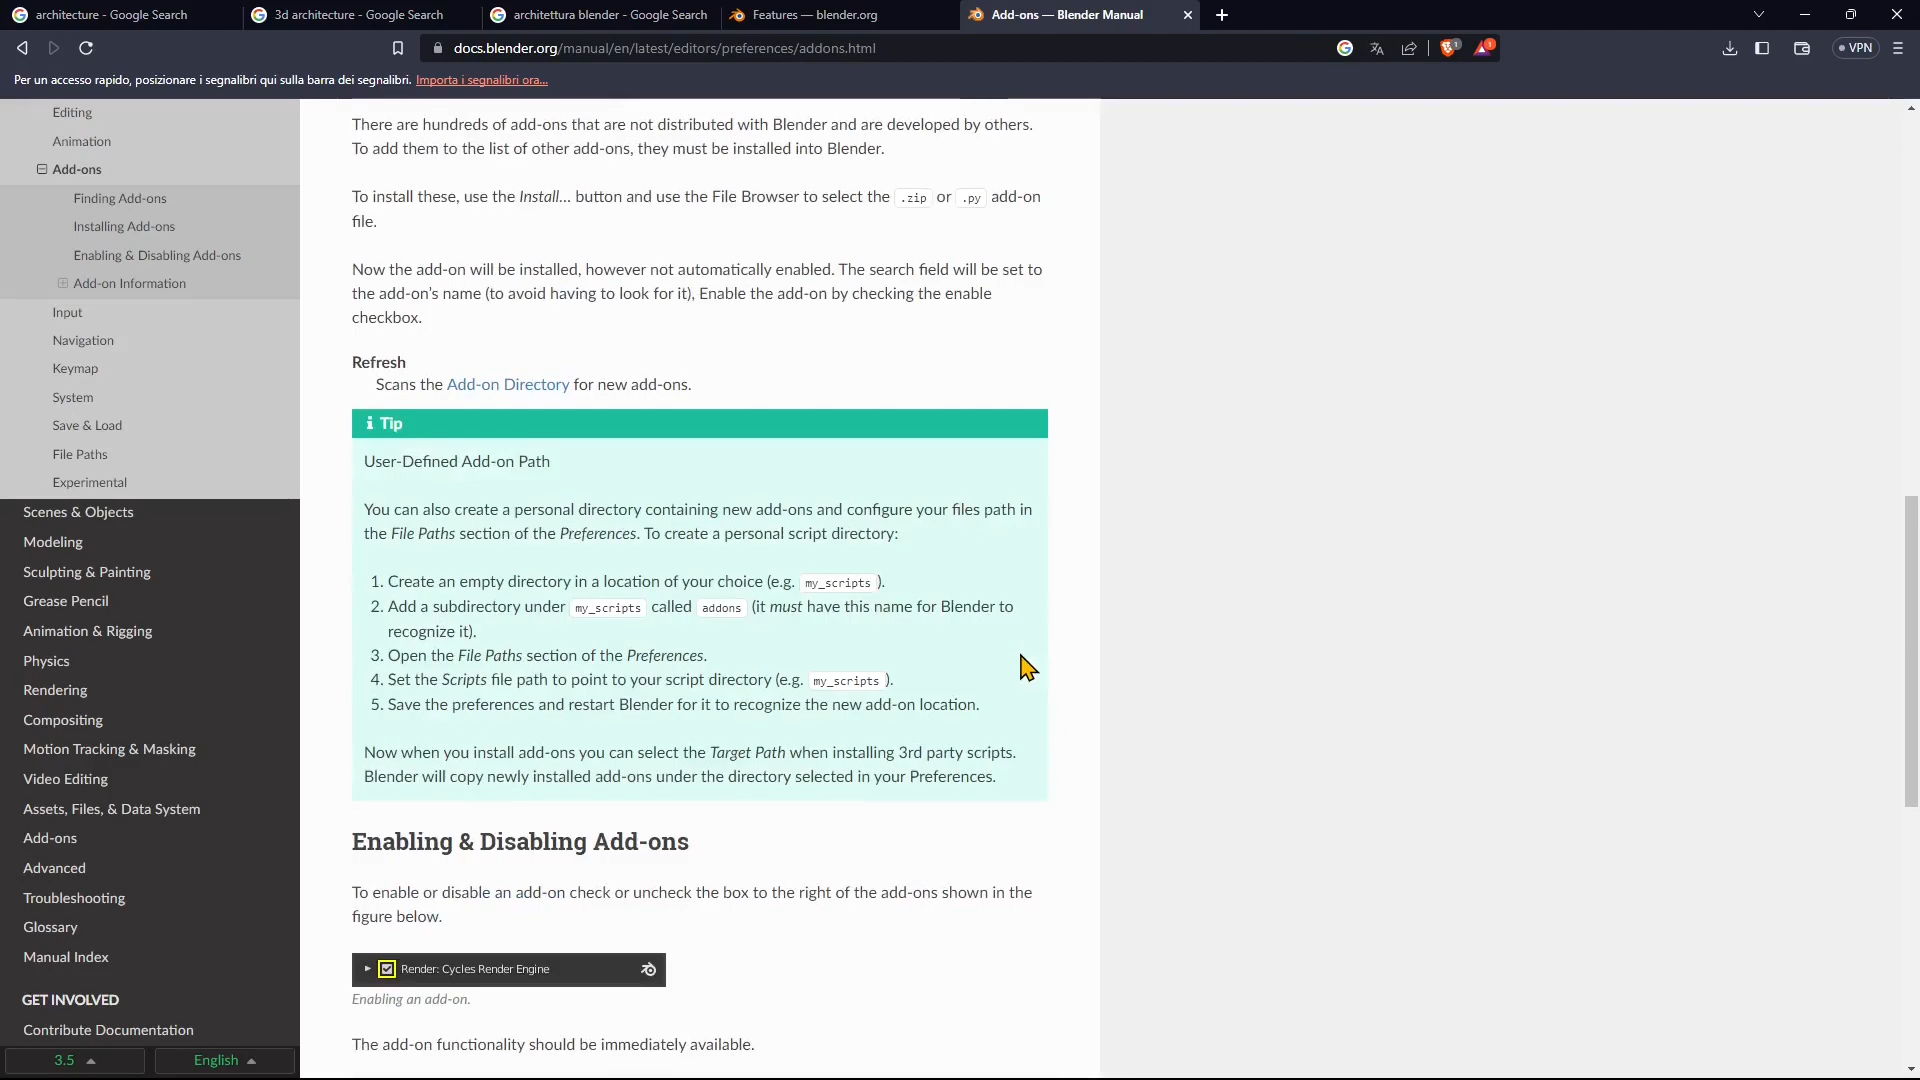 architecture - Google Search
3d architecture - Google Search
architettura blender - Google Search
Features — blender.org
Add-ons — Blender Manual
docs.blender.org/manual/en/latest/editors/preferences/addons.html
1
1
VPN
Per un accesso rapido, posizionare i segnalibri qui sulla barra dei segnalibri. Importa i segnalibri ora...
Editing
Animation
Add-ons
Finding Add-ons
Installing Add-ons
Enabling & Disabling Add-ons
Add-on Information
Input
Navigation
Keymap
System
Save & Load
File Paths
Experimental
Scenes & Objects
Modeling
Sculpting & Painting
Grease Pencil
Animation & Rigging
Physics
Rendering
Compositing
Motion Tracking & Masking
Video Editing
Assets, Files, & Data System
Add-ons
Advanced
Troubleshooting
Glossary
Manual Index
GET INVOLVED
Contribute Documentation
3.5
English
There are hundreds of add-ons that are not distributed with Blender and are developed by others.
To add them to the list of other add-ons, they must be installed into Blender.
To install these, use the Install... button and use the File Browser to select the .zip or .py add-on
file.
Now the add-on will be installed, however not automatically enabled. The search field will be set to
the add-on’s name (to avoid having to look for it), Enable the add-on by checking the enable
checkbox.
Refresh
Scans the Add-on Directory for new add-ons.
Tip
User-Defined Add-on Path
You can also create a personal directory containing new add-ons and configure your files path in
the File Paths section of the Preferences. To create a personal script directory:
1. Create an empty directory in a location of your choice (e.g. my_scripts ).
2. Add a subdirectory under my_scripts called addons (it must have this name for Blender to
recognize it).
3. Open the File Paths section of the Preferences.
4. Set the Scripts file path to point to your script directory (e.g. my_scripts ).
5. Save the preferences and restart Blender for it to recognize the new add-on location.
Now when you install add-ons you can select the Target Path when installing 3rd party scripts.
Blender will copy newly installed add-ons under the directory selected in your Preferences.
Enabling & Disabling Add-ons
To enable or disable an add-on check or uncheck the box to the right of the add-ons shown in the
figure below.
Render: Cycles Render Engine
Enabling an add-on.
The add-on functionality should be immediately available.